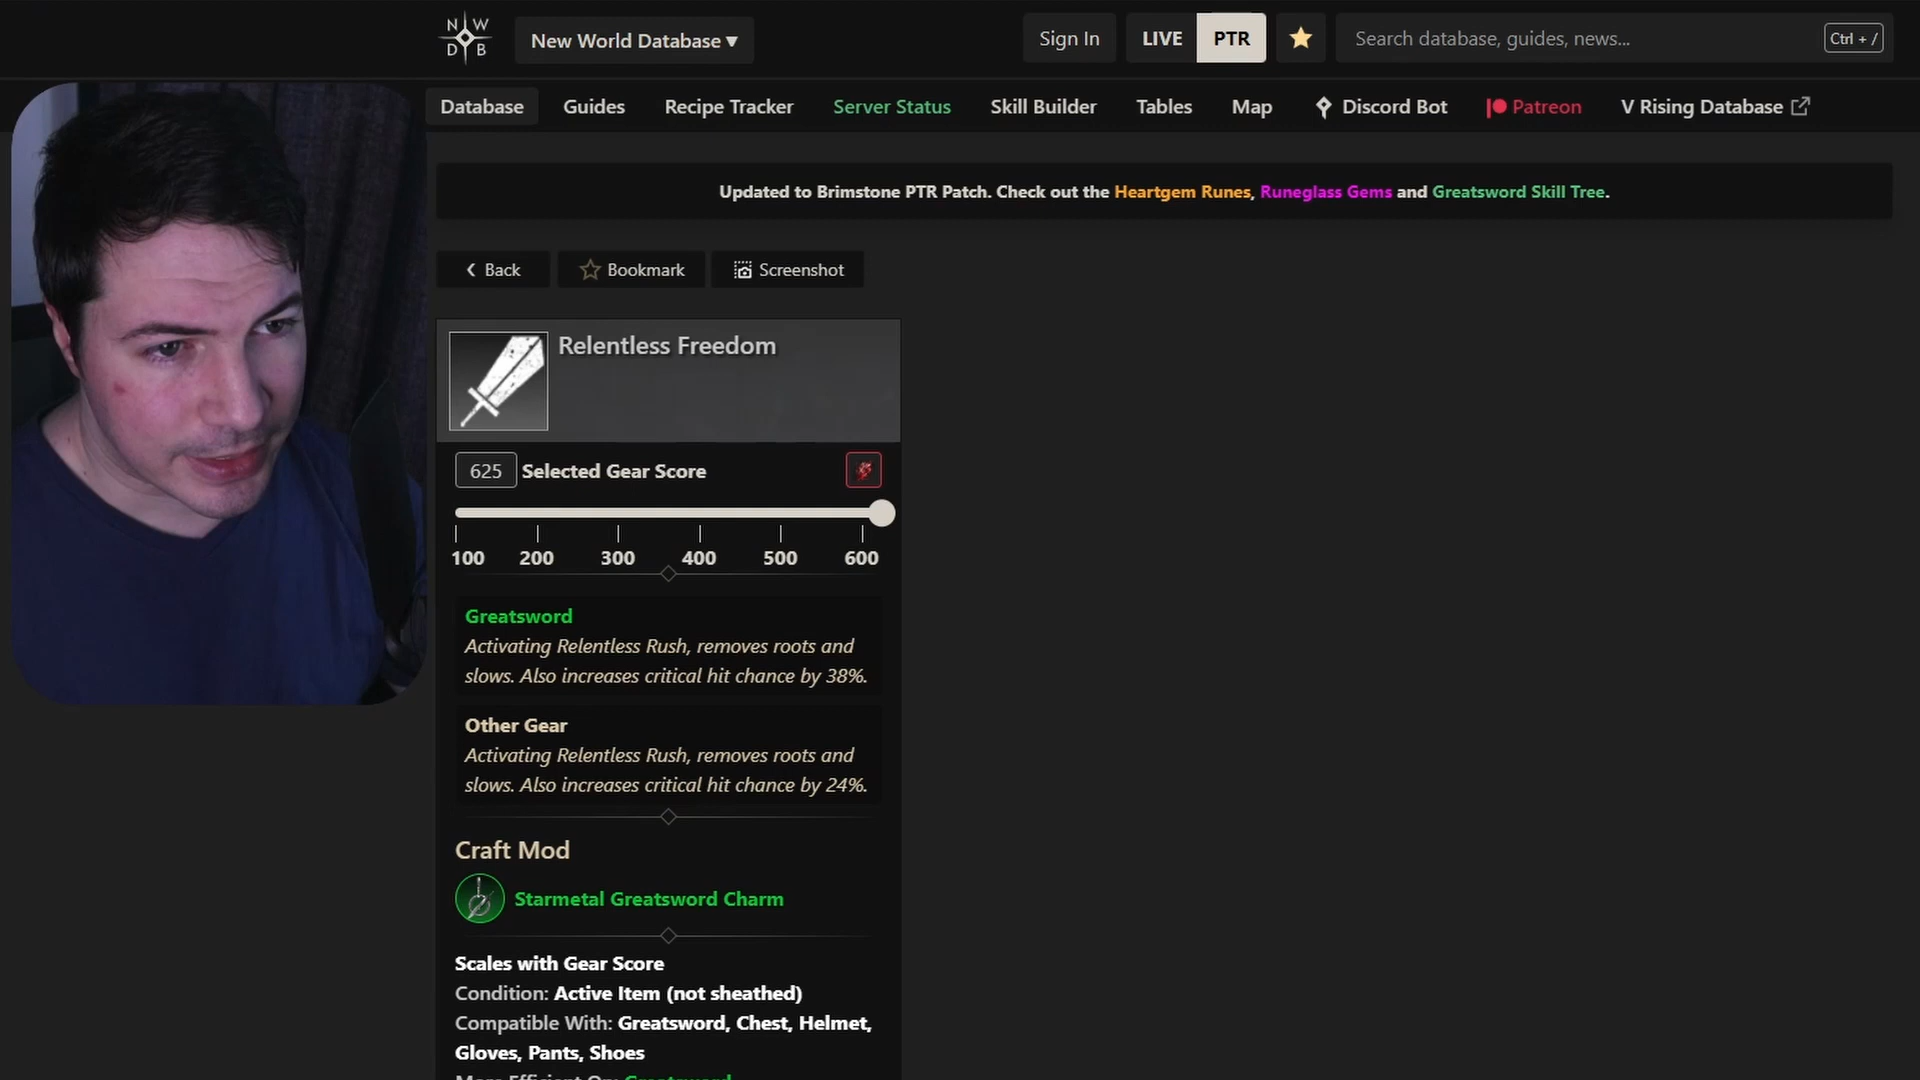 N W
D B
New World Database ▼
Sign In
LIVE
PTR
Search database, guides, news...
Ctrl + /
Database
Guides
Recipe Tracker
Server Status
Skill Builder
Tables
Map
Discord Bot
Patreon
V Rising Database
Updated to Brimstone PTR Patch. Check out the Heartgem Runes, Runeglass Gems and Greatsword Skill Tree.
Back
Bookmark
Screenshot
Relentless Freedom
625 Selected Gear Score
100 200 300 400 500 600
Greatsword
Activating Relentless Rush, removes roots and
slows. Also increases critical hit chance by 38%.
Other Gear
Activating Relentless Rush, removes roots and
slows. Also increases critical hit chance by 24%.
Craft Mod
Starmetal Greatsword Charm
Scales with Gear Score
Condition: Active Item (not sheathed)
Compatible With: Greatsword, Chest, Helmet,
Gloves, Pants, Shoes